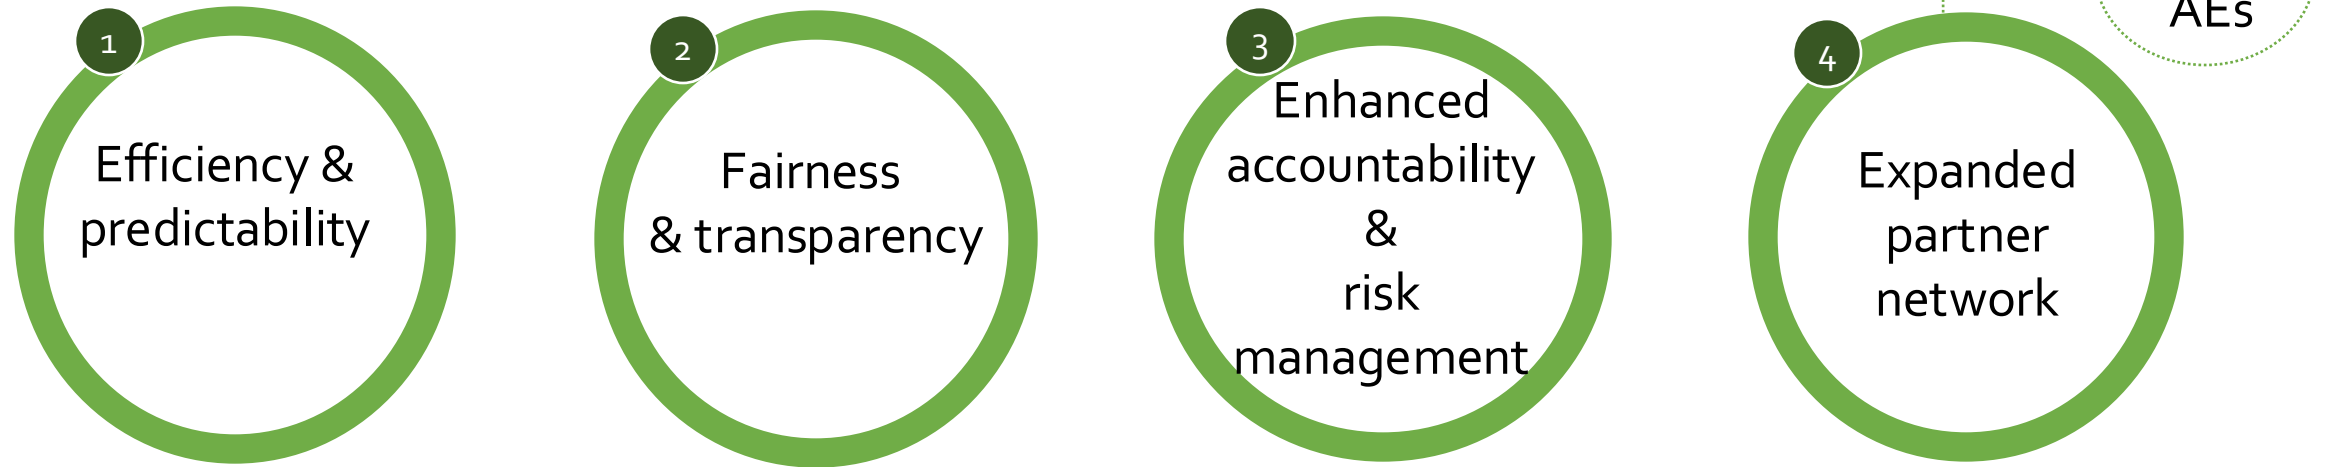 1
Efficiency &
predictability
2
Fairness
& transparency
3
Enhanced
accountability
&
risk
management
4
Expanded
partner
network
AEs